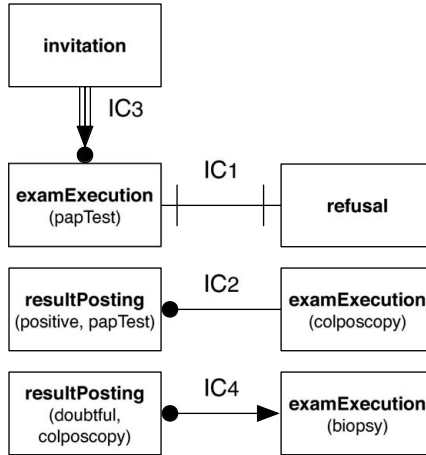 invitation
IC3
examExecution
(papTest)
IC1
refusal
resultPosting
(positive, papTest)
IC2
examExecution
(colposcopy)
resultPosting
(doubtful,
colposcopy)
IC4
examExecution
(biopsy)